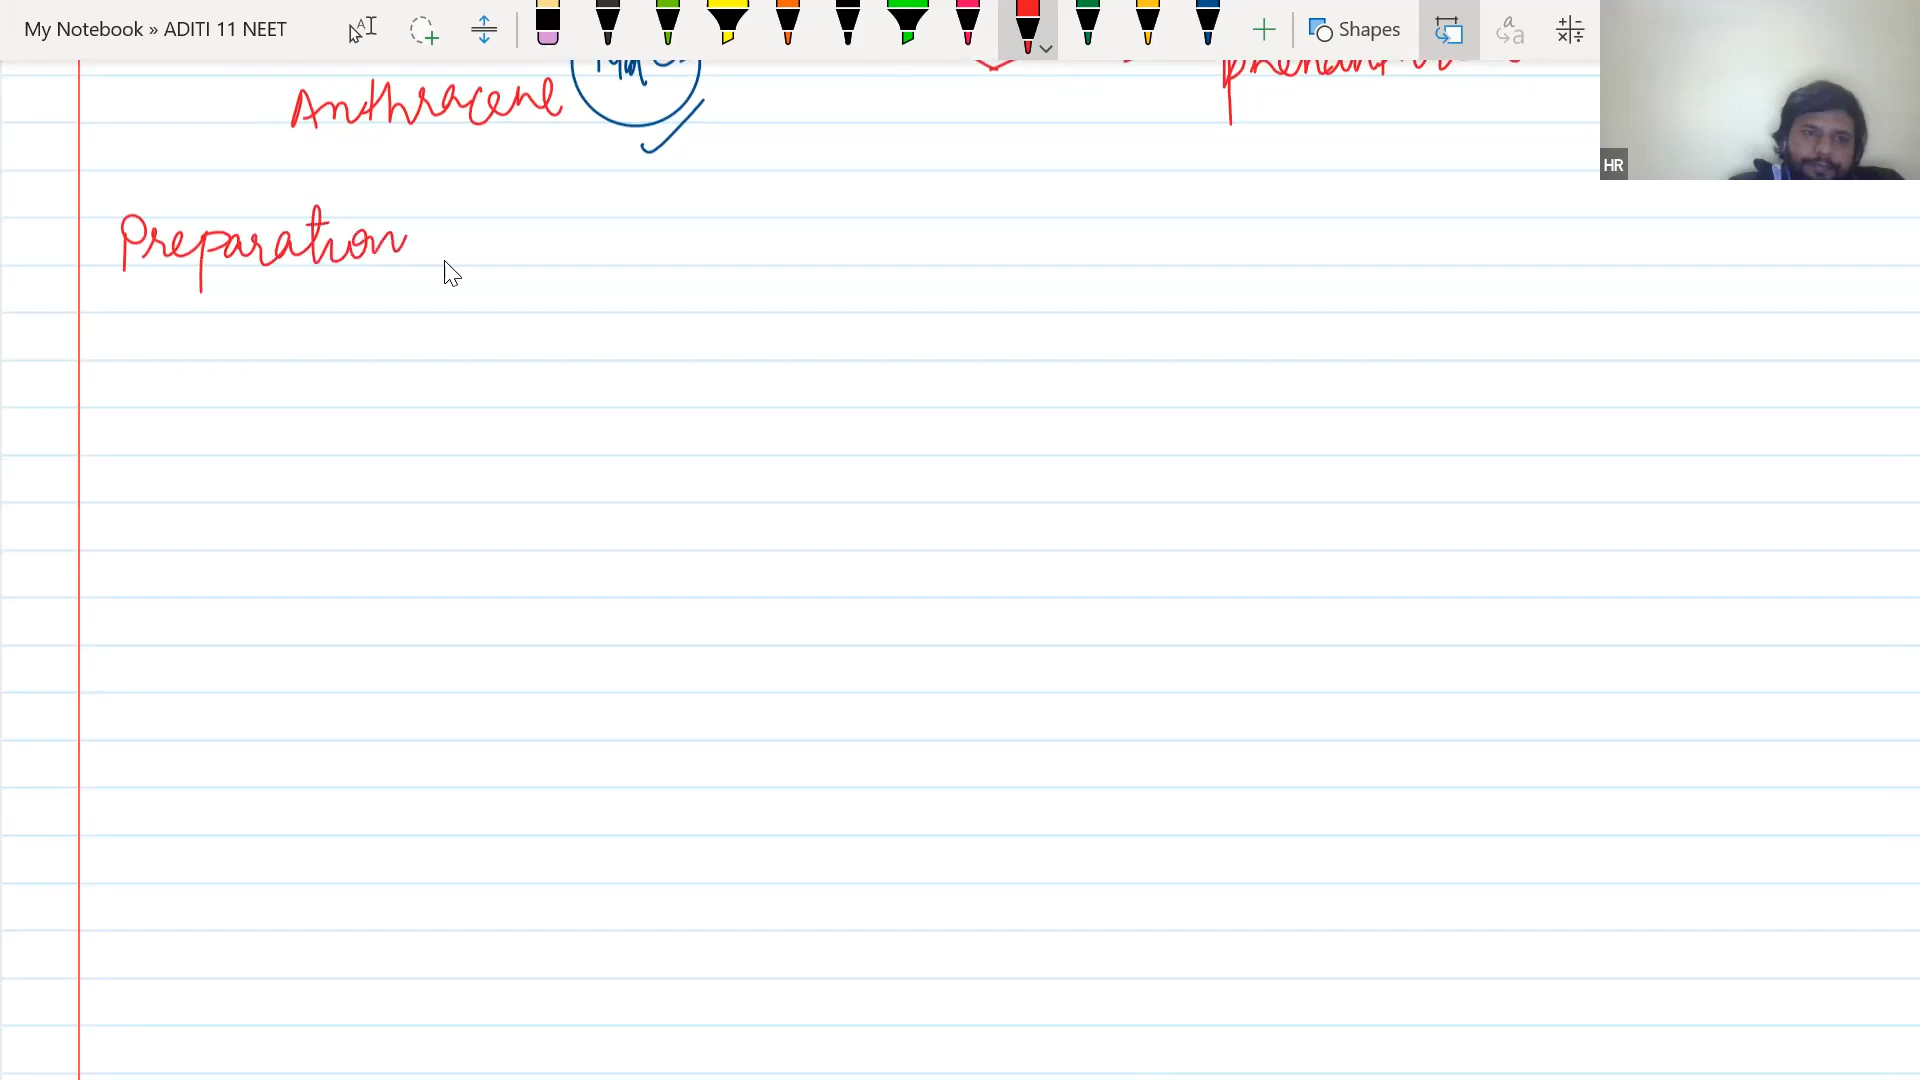 My Notebook » ADITI 11 NEET
Shapes
HR
Anthracene
Preparation